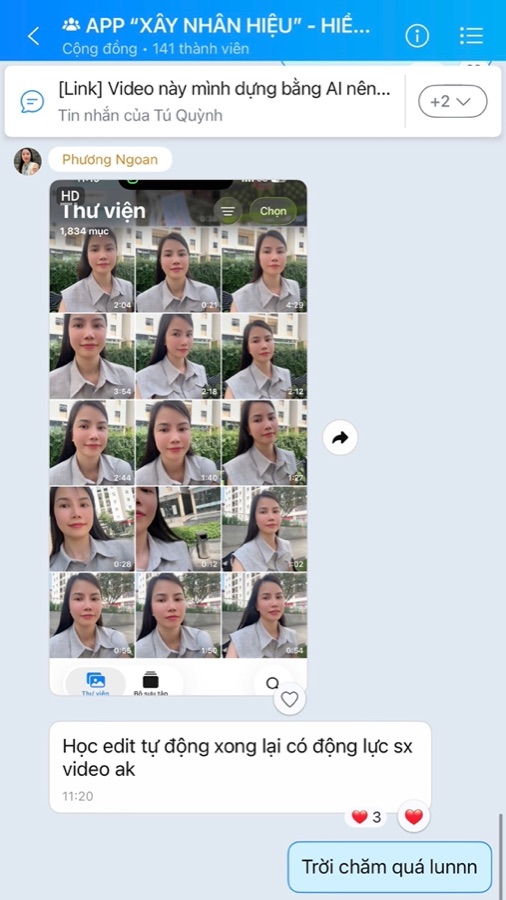 APP “XÂY NHÂN HIỆU” - HIỂ...
Cộng đồng • 141 thành viên
[Link] Video này mình dựng bằng AI nên...
Tin nhắn của Tú Quỳnh
+2
Phương Ngoan
HD
Thư viện
Chọn
1,834 mục
2:04
0:21
4:29
3:54
2:18
2:12
2:44
1:40
1:27
0:28
0:12
1:02
0:55
1:50
0:54
Thư viện
Bộ sưu tập
Học edit tự động xong lại có động lực sx
video ak
11:20
3
Trời chăm quá lunnn